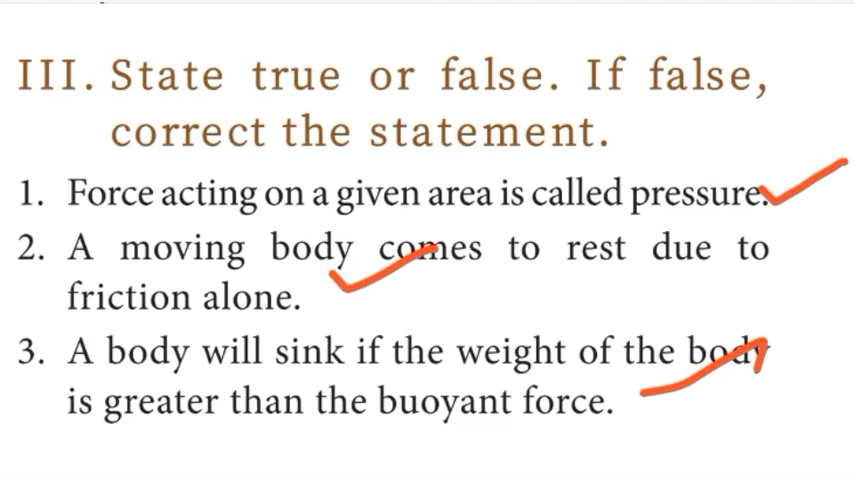 III. State true or false. If false,
correct the statement.
1. Force acting on a given area is called pressure.
2. A moving body comes to rest due to
friction alone.
3. A body will sink if the weight of the body
is greater than the buoyant force.